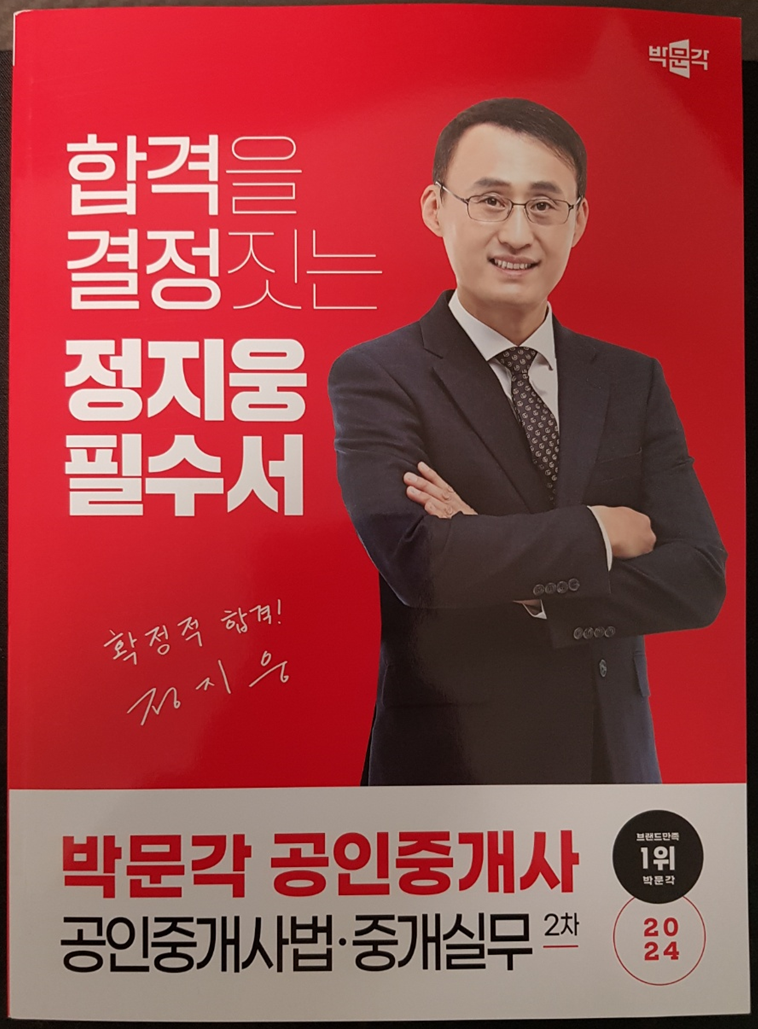 박문각
합격을
결정짓는
정지웅
필수서
확정적 합격!
정지웅
박문각 공인중개사
공인중개사법·중개실무 2차
브랜드만족
1위
박문각
20
24